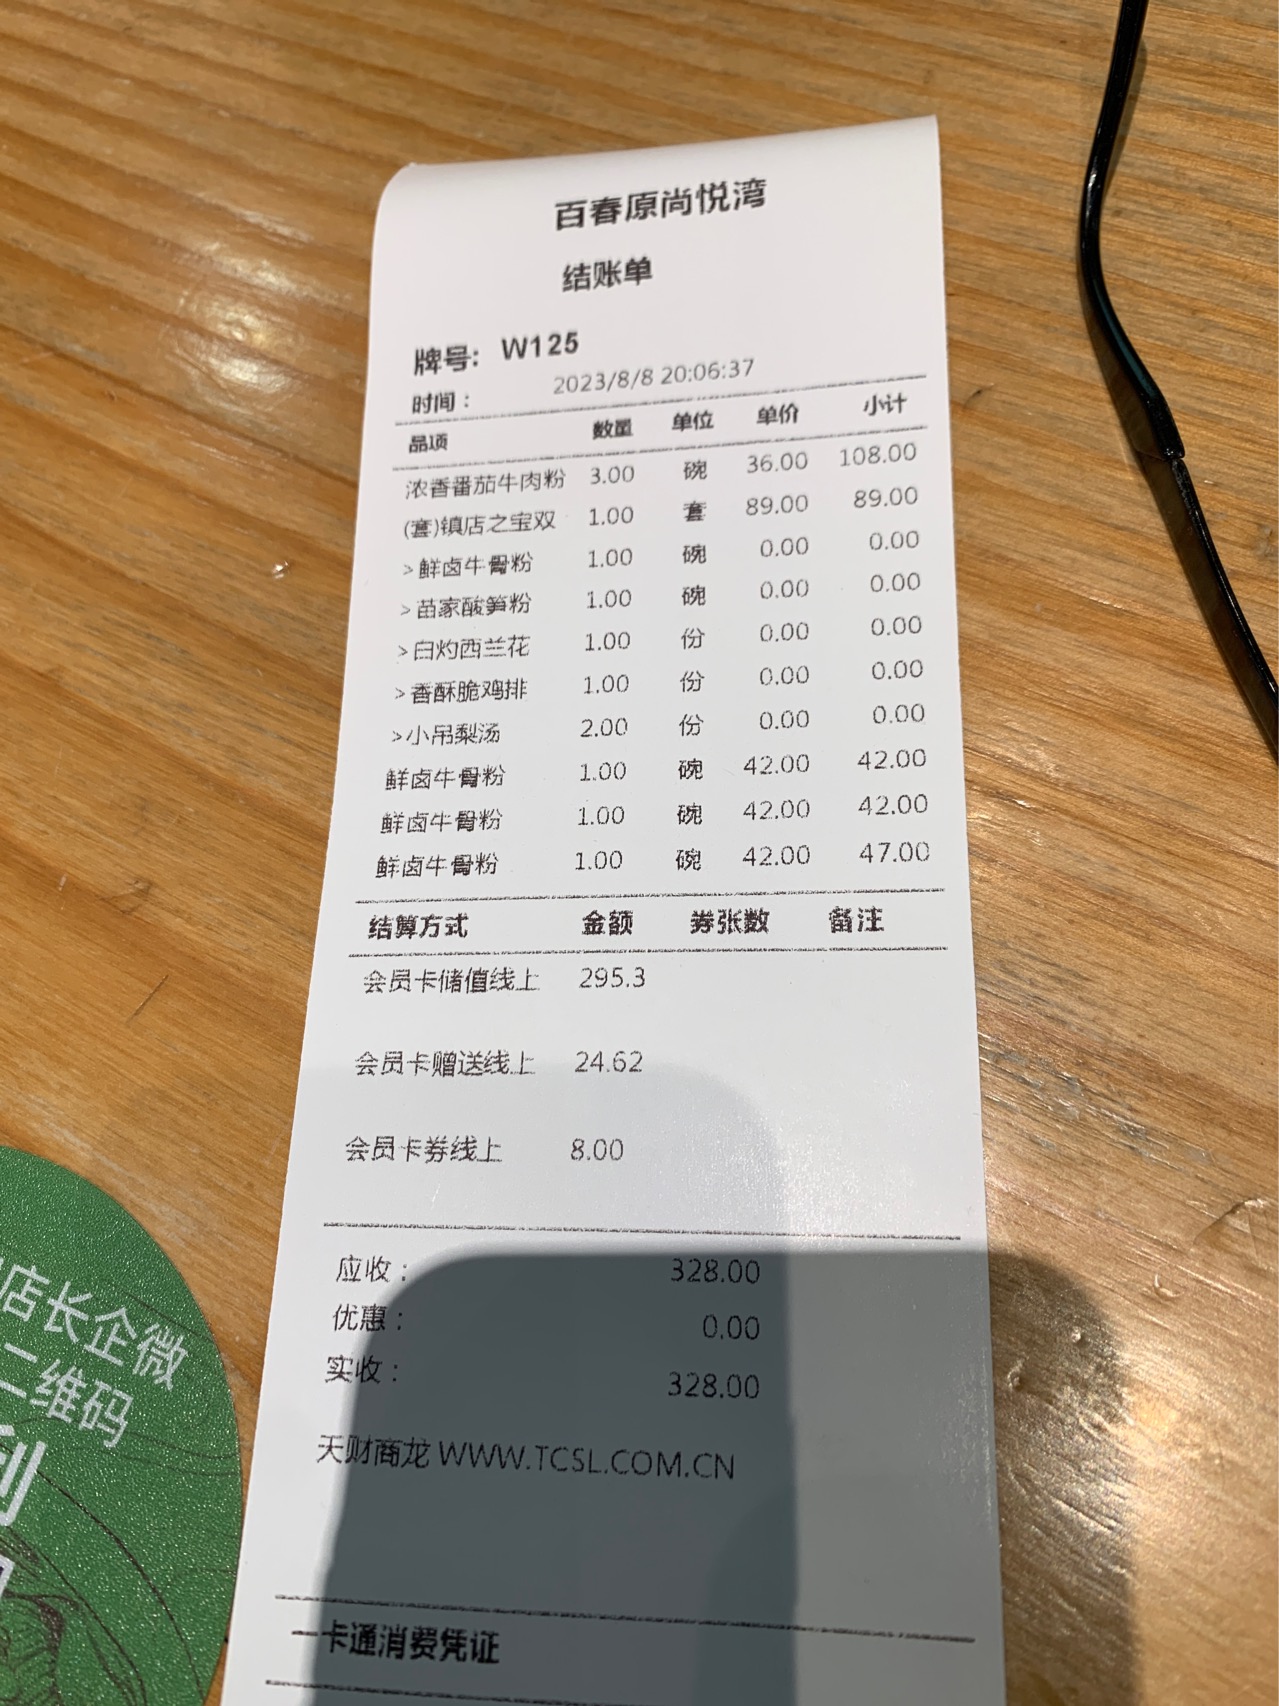 百春原尚悦湾
结账单
牌号: W125
时间： 2023/8/8 20:06:37
品项 数量 单位 单价 小计
浓香番茄牛肉粉 3.00 碗 36.00 108.00
(套)镇店之宝双 1.00 套 89.00 89.00
>鲜卤牛骨粉 1.00 碗 0.00 0.00
>苗家酸笋粉 1.00 碗 0.00 0.00
>白灼西兰花 1.00 份 0.00 0.00
>香酥脆鸡排 1.00 份 0.00 0.00
>小吊梨汤 2.00 份 0.00 0.00
鲜卤牛骨粉 1.00 碗 42.00 42.00
鲜卤牛骨粉 1.00 碗 42.00 42.00
鲜卤牛骨粉 1.00 碗 42.00 47.00
结算方式 金额 券张数 备注
会员卡储值线上 295.3
会员卡赠送线上 24.62
会员卡券线上 8.00
应收： 328.00
优惠： 0.00
实收： 328.00
天财商龙 WWW.TCSL.COM.CN
一卡通消费凭证
店长企微
二维码
利